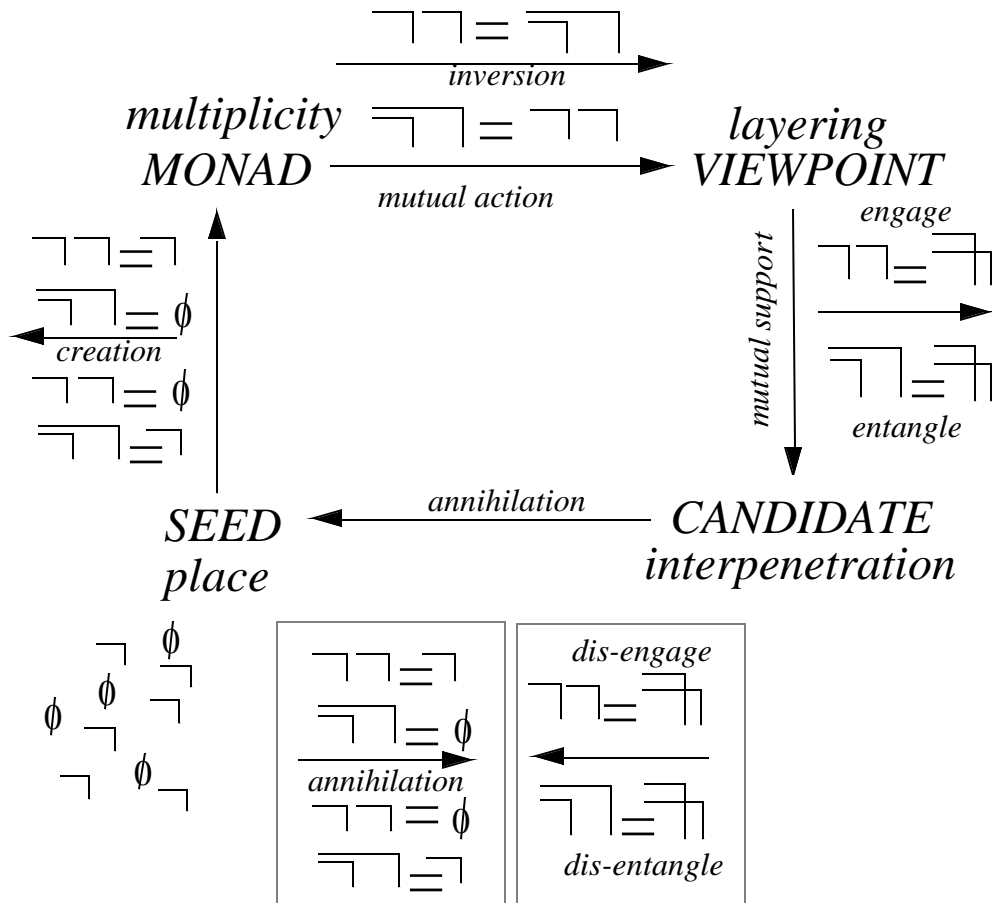 inversion
multiplicity
MONAD
layering
VIEWPOINT
mutual action
engage
=
=
mutual support
= ϕ
creation
= ϕ
=
entangle
annihilation
SEED
place
CANDIDATE
interpenetration
ϕ
ϕ
ϕ
ϕ
=
= ϕ
annihilation
= ϕ
=
dis-engage
=
=
dis-entangle